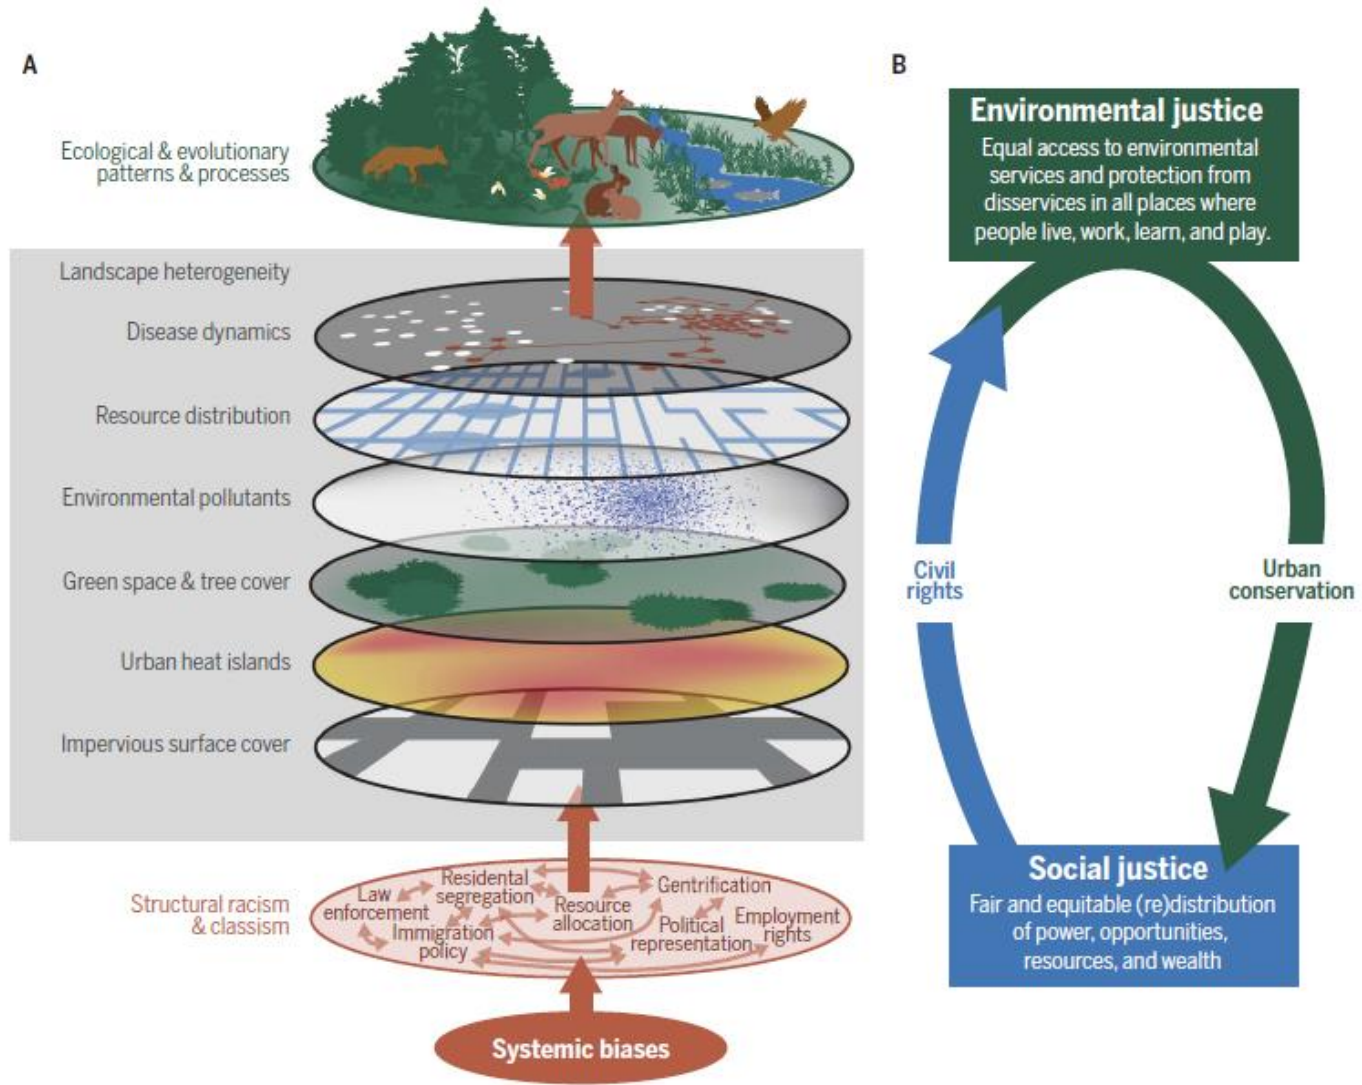 A
Ecological & evolutionary
patterns & processes
Landscape heterogeneity
Disease dynamics
Resource distribution
Environmental pollutants
Green space & tree cover
Urban heat islands
Impervious surface cover
Structural racism
& classism
Law
enforcement
Residential
segregation
Immigration
policy
Resource
allocation
Gentrification
Political
representation
Employment
rights
Systemic biases
B
Environmental justice
Equal access to environmental
services and protection from
disservices in all places where
people live, work, learn, and play.
Civil
rights
Urban
conservation
Social justice
Fair and equitable (re)distribution
of power, opportunities,
resources, and wealth